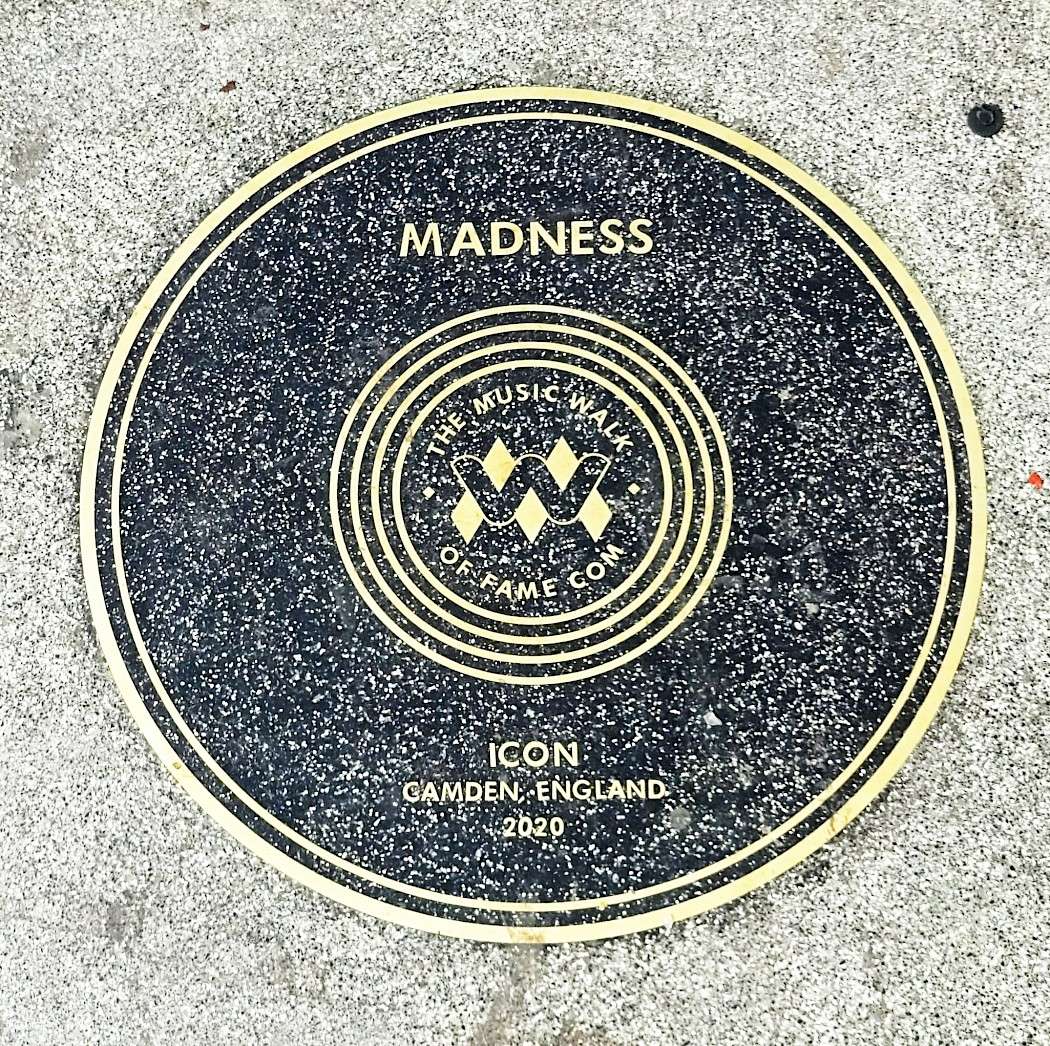 MADNESS
THE MUSIC WALK
OF FAME COM
ICON
CAMDEN, ENGLAND
2020